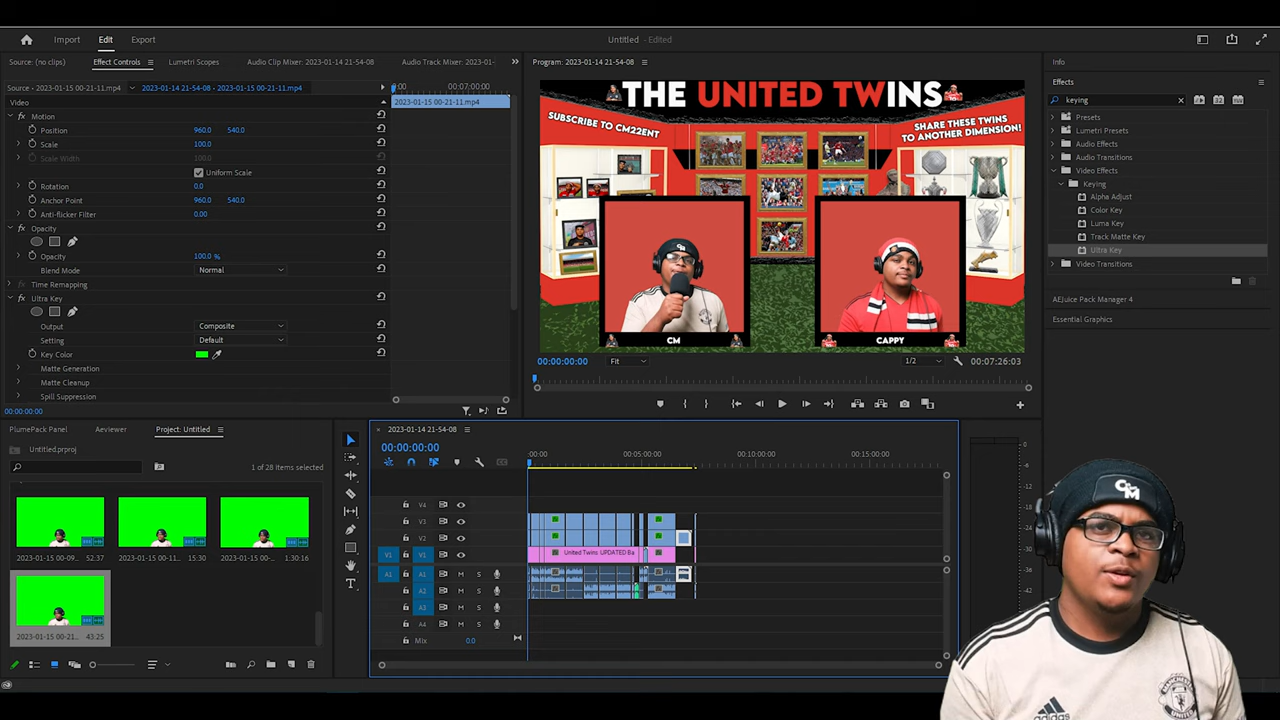 Import
Edit
Export
Untitled - Edited
Source: (no clips)
Effect Controls
Lumetri Scopes
Audio Clip Mixer: 2023-01-14 21-54-08
Audio Track Mixer: 2023-01-
Source - 2023-01-15 00-21-11.mp4
2023-01-14 21-54-08 - 2023-01-15 00-21-11.mp4
:00
00:07:00:00
Video
2023-01-15 00-21-11.mp4
Motion
Position 960.0 540.0
Scale 100.0
Scale Width 100.0
Uniform Scale
Rotation 0.0
Anchor Point 960.0 540.0
Anti-flicker Filter 0.00
Opacity
Opacity 100.0 %
Blend Mode Normal
Time Remapping
Ultra Key
Output Composite
Setting Default
Key Color
Matte Generation
Matte Cleanup
Spill Suppression
00:00:00:00
Program: 2023-01-14 21-54-08
THE UNITED TWINS
SUBSCRIBE TO CM22ENT
SHARE THESE TWINS
TO ANOTHER DIMENSION!
CM
CAPPY
00:00:00:00
Fit
1/2
00:07:26:03
Info
Effects
keying
Presets
Lumetri Presets
Audio Effects
Audio Transitions
Video Effects
Keying
Alpha Adjust
Color Key
Luma Key
Track Matte Key
Ultra Key
Video Transitions
AEJuice Pack Manager 4
Essential Graphics
PlumePack Panel
Aeviewer
Project: Untitled
Untitled.prproj
1 of 28 items selected
2023-01-15 00-09... 52:37
2023-01-15 00-11... 15:30
2023-01-15 00-1... 1:30:16
2023-01-15 00-21... 43:25
2023-01-14 21-54-08
00:00:00:00
:00:00
00:05:00:00
00:10:00:00
00:15:00:00
V4
V3
V2
V1 V1
United Twins UPDATED Ba
A1 A1 M S
A2 M S
A3 M S
A4 M S
Mix 0.0
0
-6
-12
-18
-24
-30
-36
-42
CM